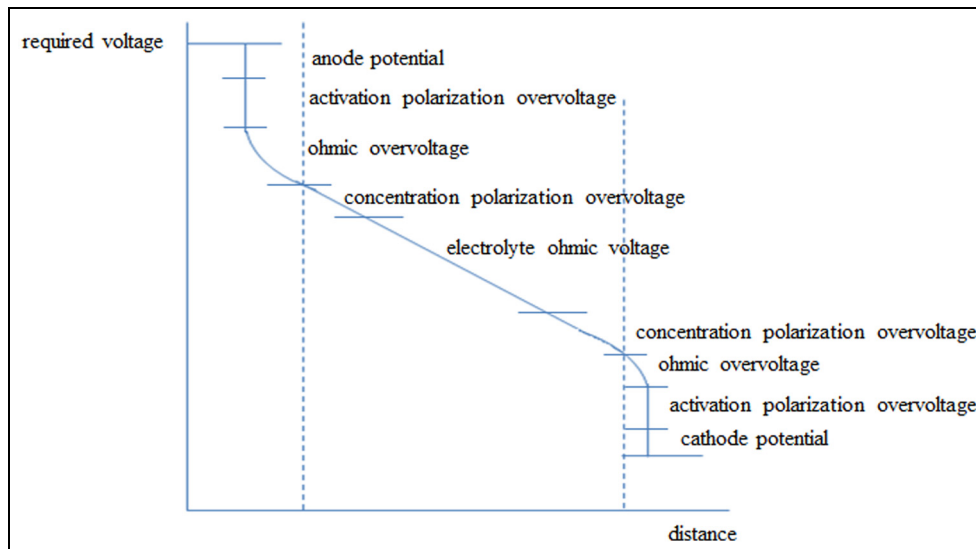 required voltage
anode potential
activation polarization overvoltage
ohmic overvoltage
concentration polarization overvoltage
electrolyte ohmic voltage
concentration polarization overvoltage
ohmic overvoltage
activation polarization overvoltage
cathode potential
distance